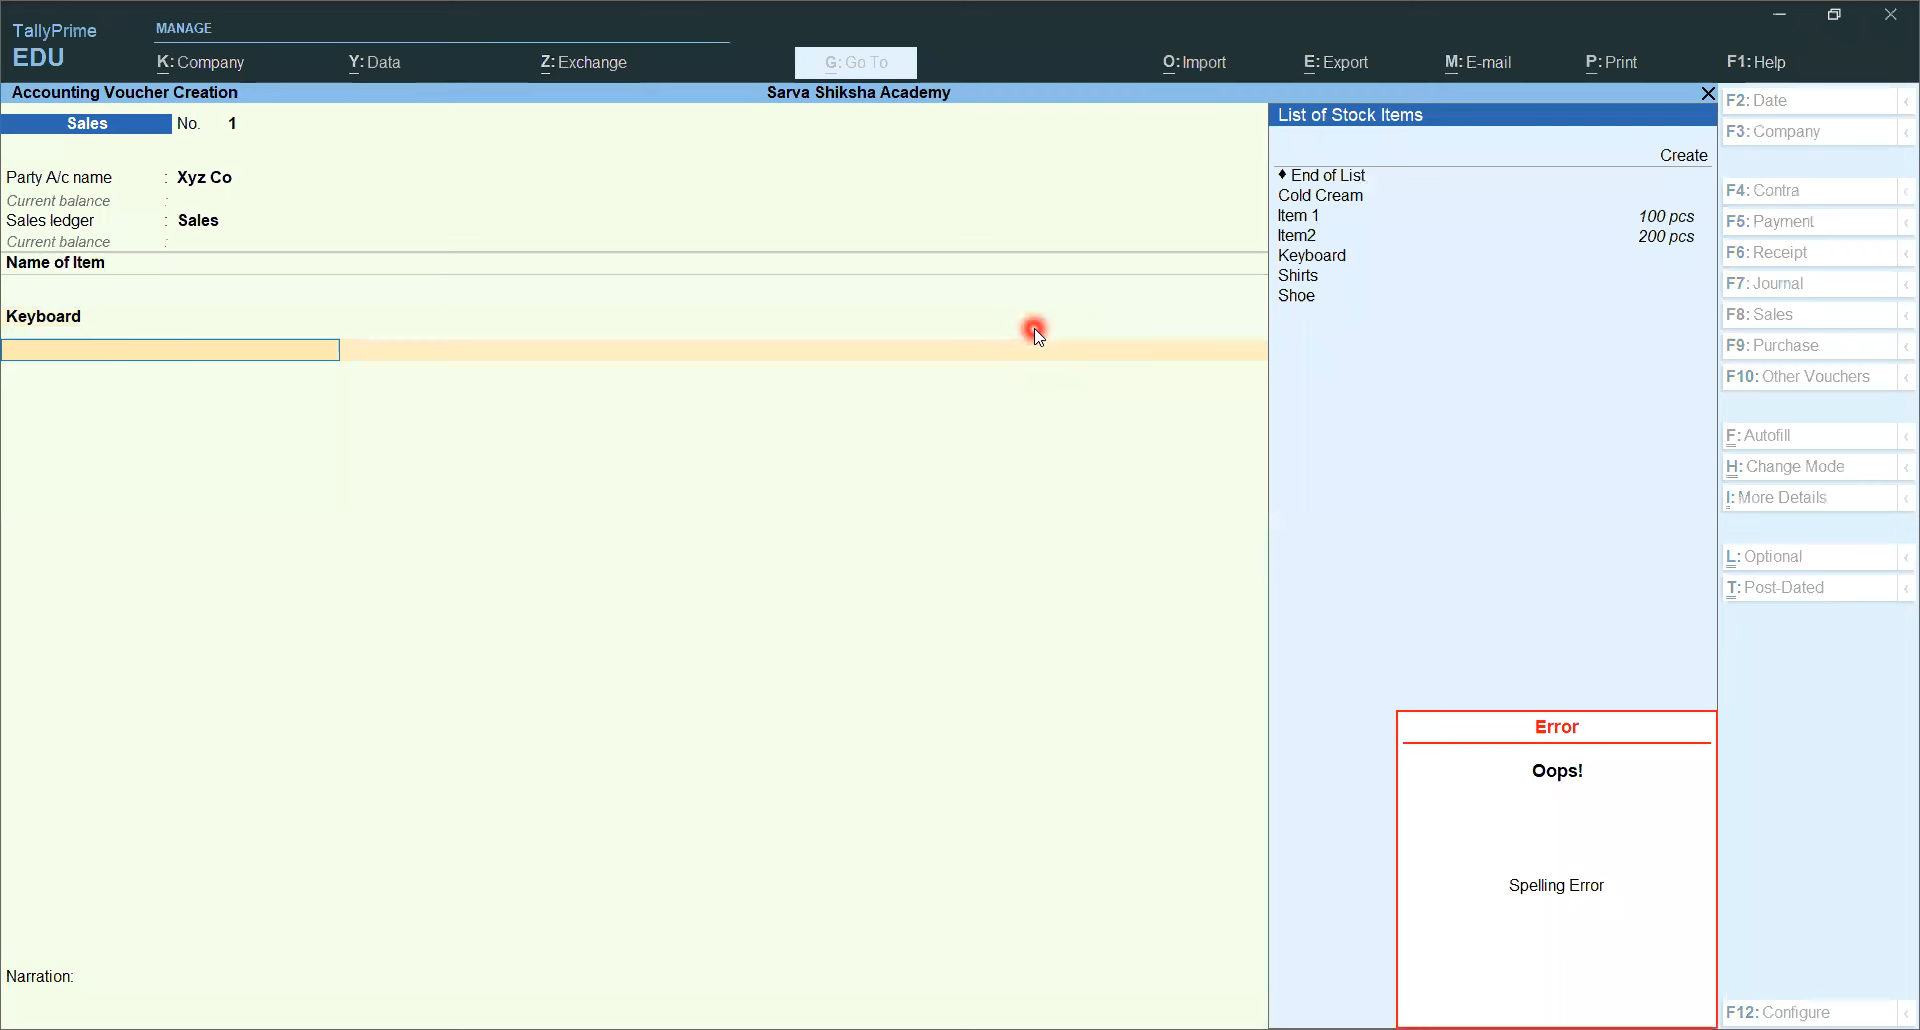 TallyPrime
EDU
MANAGE
K: Company
Y: Data
Z: Exchange
G: Go To
O: Import
E: Export
M: E-mail
P: Print
F1: Help
Accounting Voucher Creation
Sarva Shiksha Academy
Sales No. 1
Party A/c name : Xyz Co
Current balance :
Sales ledger : Sales
Current balance :
Name of Item
Keyboard
Narration:
List of Stock Items
Create
♦ End of List
Cold Cream
Item 1 100 pcs
Item2 200 pcs
Keyboard
Shirts
Shoe
Error
Oops!
Spelling Error
F2: Date
F3: Company
F4: Contra
F5: Payment
F6: Receipt
F7: Journal
F8: Sales
F9: Purchase
F10: Other Vouchers
F: Autofill
H: Change Mode
I: More Details
L: Optional
T: Post-Dated
F12: Configure